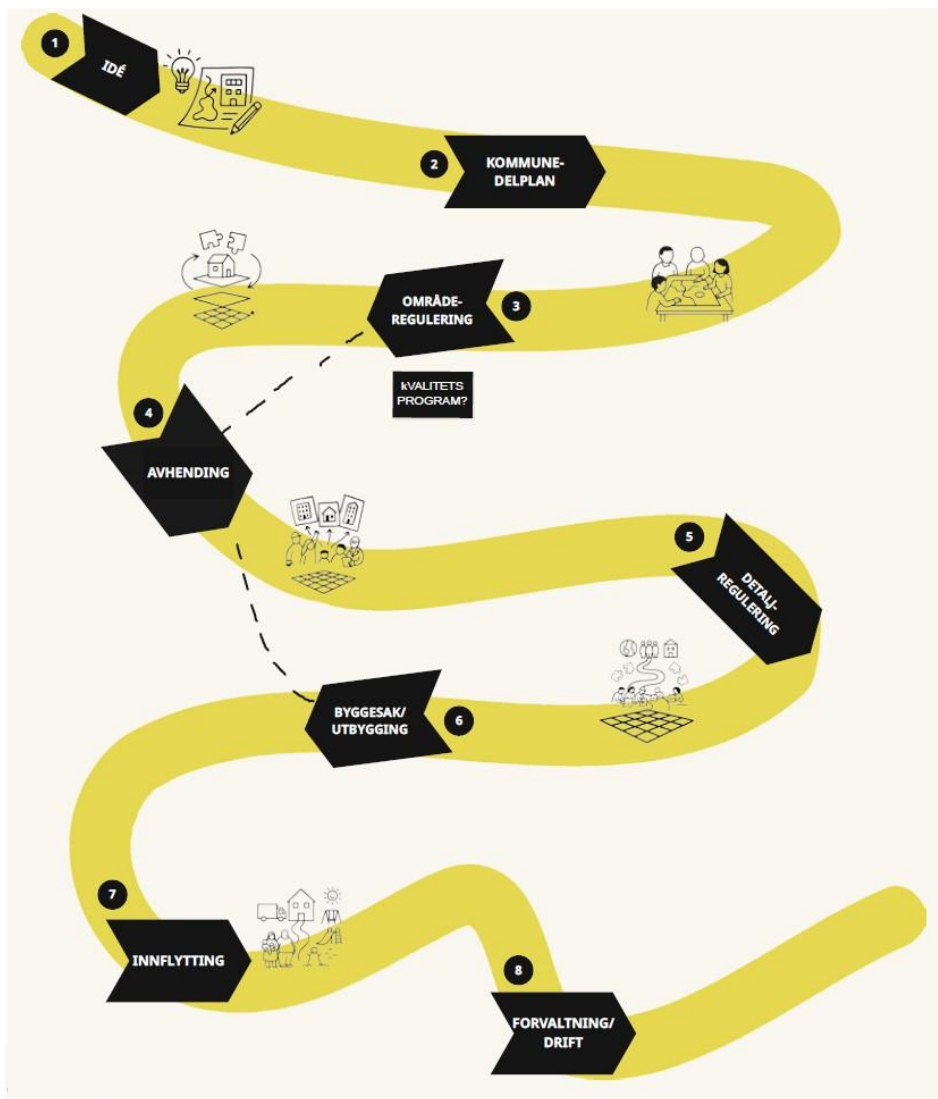 1
IDÉ
2
KOMMUNE-
DELPLAN
3
OMRÅDE-
REGULERING
kVALITETS
PROGRAM?
4
AVHENDING
5
DETALJ-
REGULERING
6
BYGGESAK/
UTBYGGING
7
INNFLYTTING
8
FORVALTNING/
DRIFT